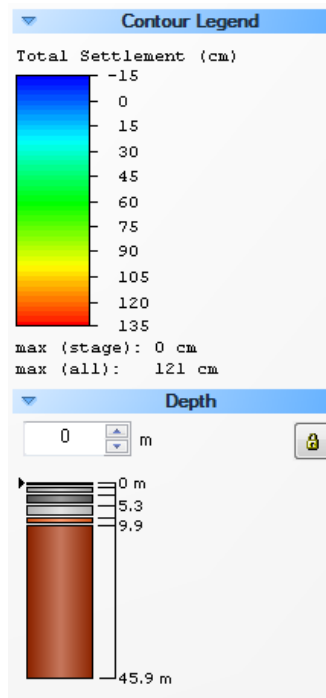 Contour Legend
Total Settlement (cm)
-15
0
15
30
45
60
75
90
105
120
135
max (stage): 0 cm
max (all): 121 cm
Depth
0 m
0 m
5.3
9.9
45.9 m